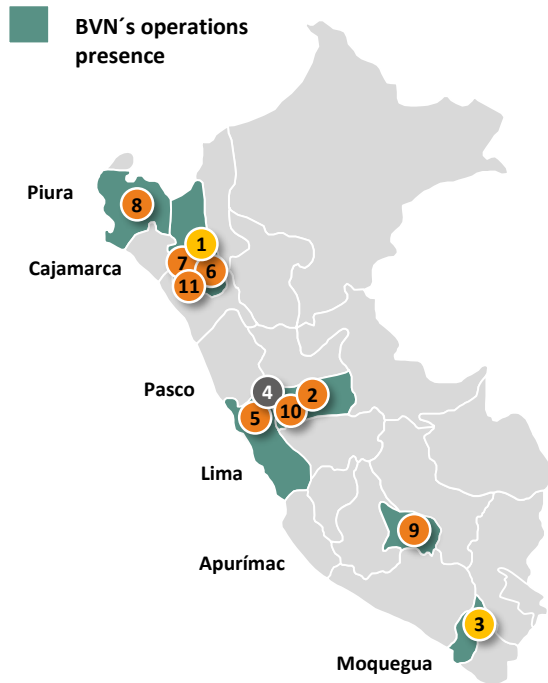 BVN´s operations
presence
Piura
8
1
Cajamarca
7
6
11
Pasco
4
2
10
5
Lima
9
Apurímac
3
Moquegua